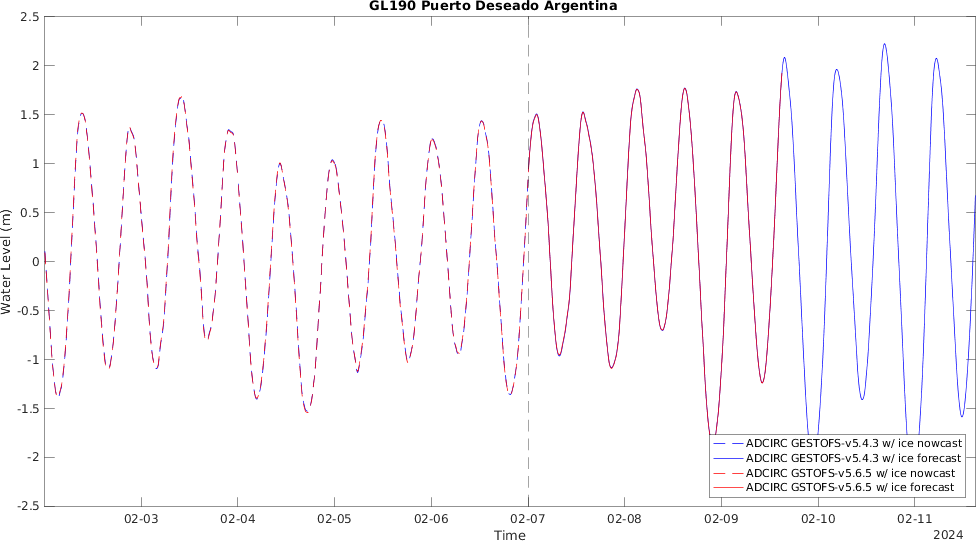 GL190 Puerto Deseado Argentina
2.5
2
1.5
1
0.5
0
-0.5
-1
-1.5
-2
-2.5
Water Level (m)
ADCIRC GESTOFS-v5.4.3 w/ ice nowcast
ADCIRC GESTOFS-v5.4.3 w/ ice forecast
ADCIRC GSTOFS-v5.6.5 w/ ice nowcast
ADCIRC GSTOFS-v5.6.5 w/ ice forecast
02-03 02-04 02-05 02-06 02-07 02-08 02-09 02-10 02-11
Time
2024